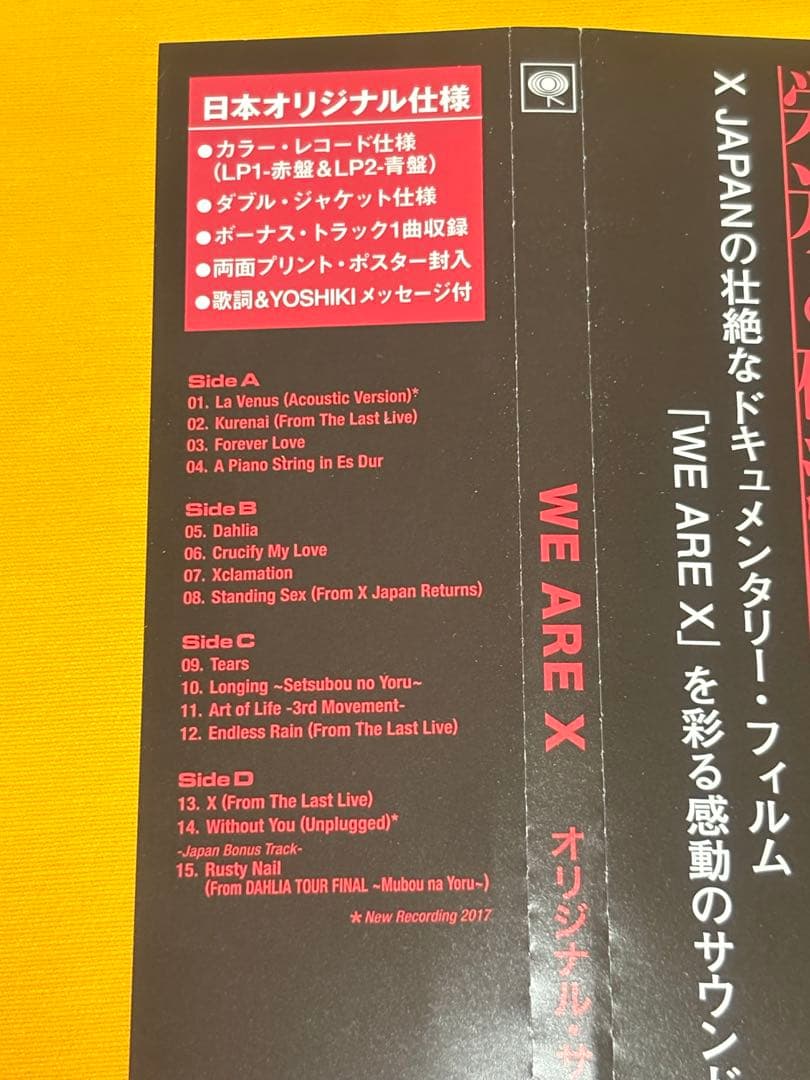 日本オリジナル仕様
●カラー・レコード仕様
(LP1-赤盤&LP2-青盤)
●ダブル・ジャケット仕様
●ボーナス・トラック1曲収録
●両面プリント・ポスター封入
●歌詞&YOSHIKIメッセージ付
Side A
01. La Venus (Acoustic Version)*
02. Kurenai (From The Last Live)
03. Forever Love
04. A Piano String in Es Dur
Side B
05. Dahlia
06. Crucify My Love
07. Xclamation
08. Standing Sex (From X Japan Returns)
Side C
09. Tears
10. Longing ~Setsubou no Yoru~
11. Art of Life -3rd Movement-
12. Endless Rain (From The Last Live)
Side D
13. X (From The Last Live)
14. Without You (Unplugged)*
-Japan Bonus Track-
15. Rusty Nail
(From DAHLIA TOUR FINAL ~Mubou na Yoru~)
* New Recording 2017
WE ARE X オリジナル・サ
X JAPANの壮絶なドキュメンタリー・フィルム
「WE ARE X」を彩る感動のサウンド